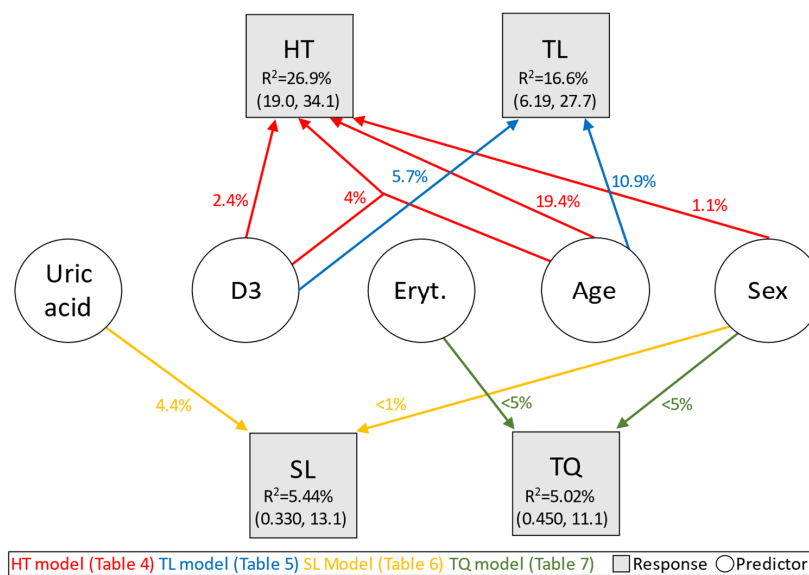 HT
R²=26.9%
(19.0, 34.1)
TL
R²=16.6%
(6.19, 27.7)
2.4%
4%
5.7%
19.4%
10.9%
1.1%
Uric
acid
D3
Eryt.
Age
Sex
4.4%
<1%
<5%
<5%
SL
R²=5.44%
(0.330, 13.1)
TQ
R²=5.02%
(0.450, 11.1)
HT model (Table 4) TL model (Table 5) SL Model (Table 6) TQ model (Table 7) Response Predictor